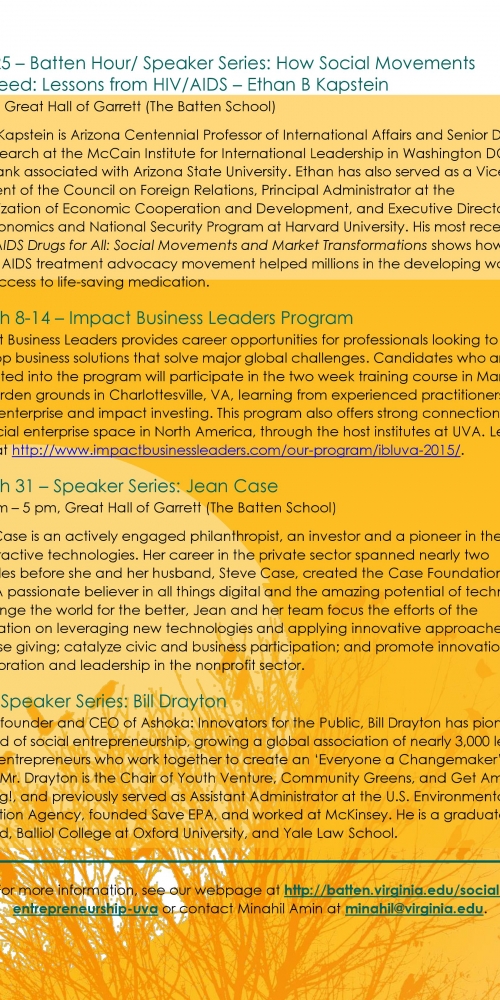 25 – Batten Hour/ Speaker Series: How Social Movements
eed: Lessons from HIV/AIDS – Ethan B Kapstein
Great Hall of Garrett (The Batten School)
Kapstein is Arizona Centennial Professor of International Affairs and Senior D
earch at the McCain Institute for International Leadership in Washington DC
ank associated with Arizona State University. Ethan has also served as a Vice
ent of the Council on Foreign Relations, Principal Administrator at the
ization of Economic Cooperation and Development, and Executive Directo
onomics and National Security Program at Harvard University. His most rece
AIDS Drugs for All: Social Movements and Market Transformations shows how
AIDS treatment advocacy movement helped millions in the developing wo
ccess to life-saving medication.
h 8-14 – Impact Business Leaders Program
t Business Leaders provides career opportunities for professionals looking to
op business solutions that solve major global challenges. Candidates who ar
ted into the program will participate in the two week training course in Mar
rden grounds in Charlottesville, VA, learning from experienced practitioners
enterprise and impact investing. This program also offers strong connection
cial enterprise space in North America, through the host institutes at UVA. Le
at http://www.impactbusinessleaders.com/our-program/ibluva-2015/.
h 31 – Speaker Series: Jean Case
m – 5 pm, Great Hall of Garrett (The Batten School)
Case is an actively engaged philanthropist, an investor and a pioneer in the
ractive technologies. Her career in the private sector spanned nearly two
des before she and her husband, Steve Case, created the Case Foundation
A passionate believer in all things digital and the amazing potential of techn
nge the world for the better, Jean and her team focus the efforts of the
ation on leveraging new technologies and applying innovative approache
se giving; catalyze civic and business participation; and promote innovatio
oration and leadership in the nonprofit sector.
Speaker Series: Bill Drayton
founder and CEO of Ashoka: Innovators for the Public, Bill Drayton has pion
d of social entrepreneurship, growing a global association of nearly 3,000 le
entrepreneurs who work together to create an ‘Everyone a Changemaker’
Mr. Drayton is the Chair of Youth Venture, Community Greens, and Get Am
g!, and previously served as Assistant Administrator at the U.S. Environmento
tion Agency, founded Save EPA, and worked at McKinsey. He is a graduate
d, Balliol College at Oxford University, and Yale Law School.
or more information, see our webpage at http://batten.virginia.edu/social
entrepreneurship-uva or contact Minahil Amin at minahil@virginia.edu.